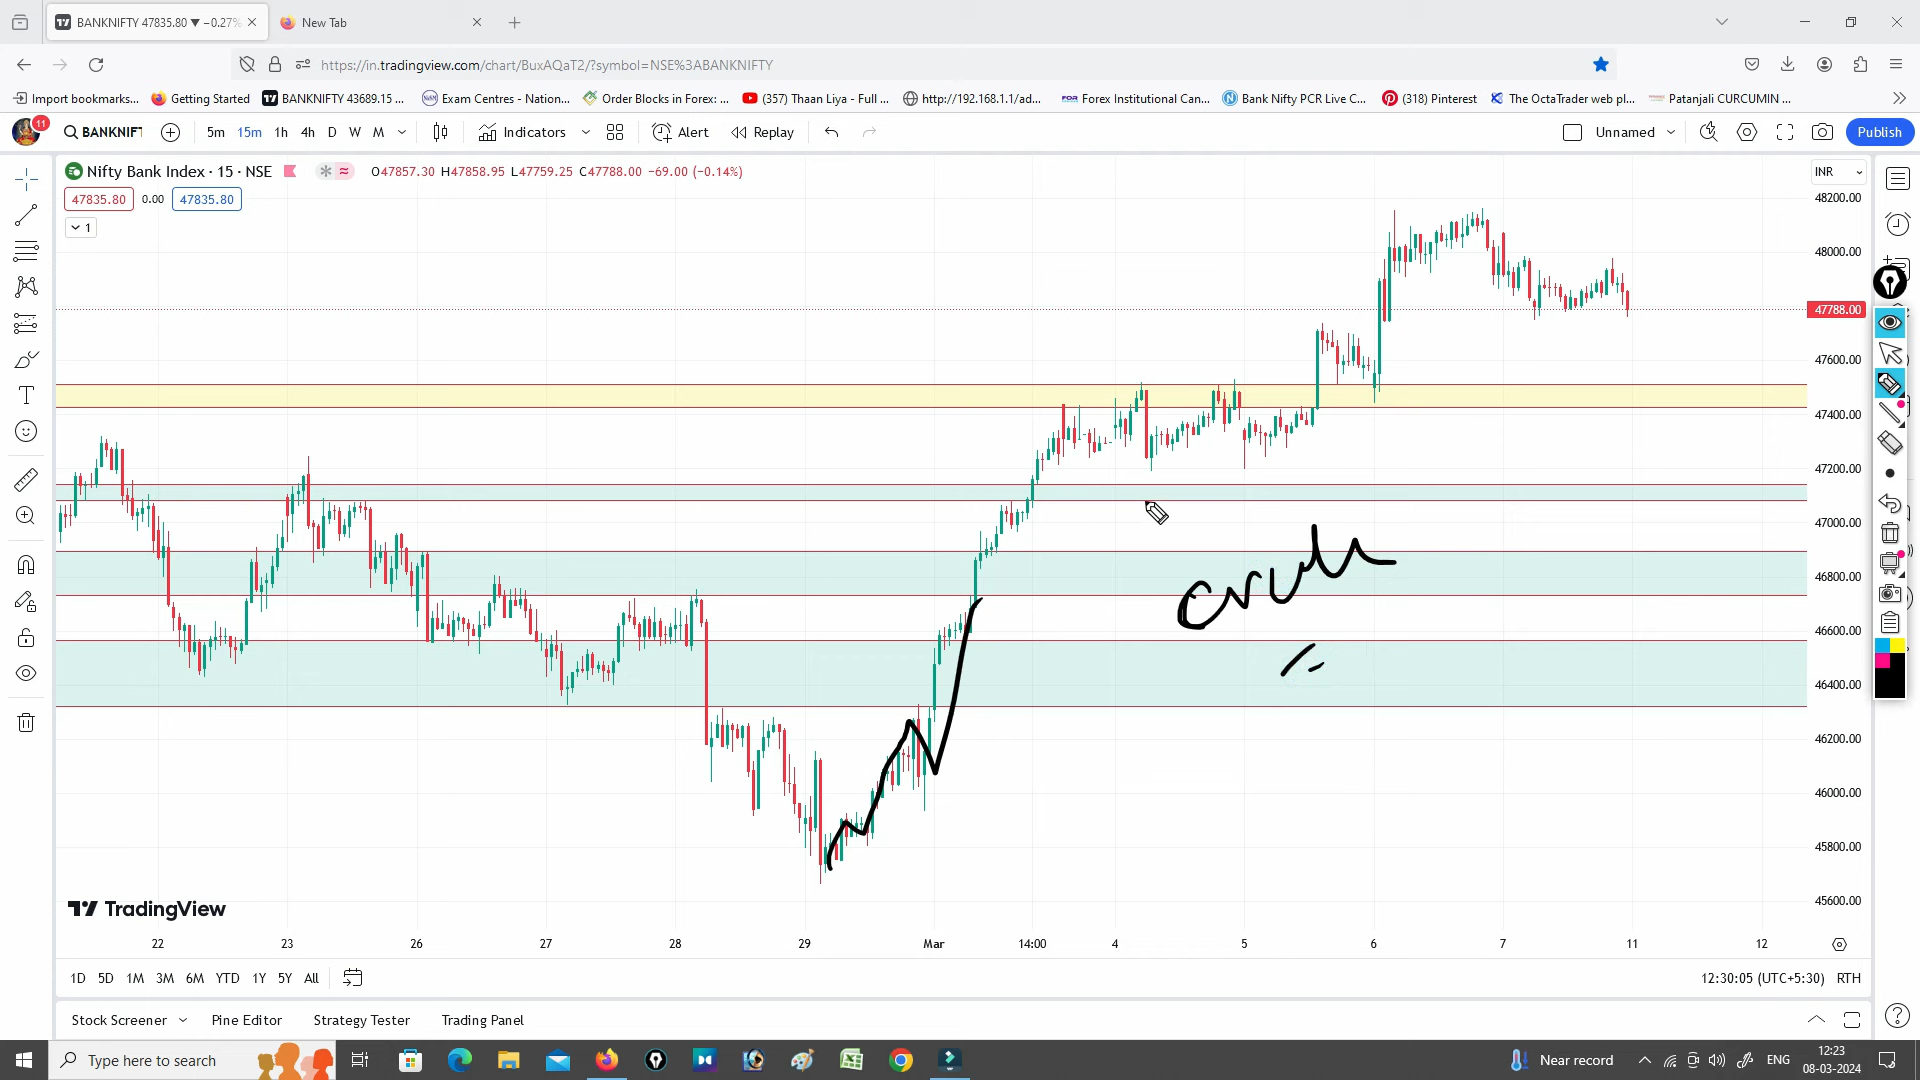 BANKNIFTY 47835.80 ▼ −0.27%
New Tab
https://in.tradingview.com/chart/BuxAQaT2/?symbol=NSE%3ABANKNIFTY
Import bookmarks...
Getting Started
BANKNIFTY 43689.15 ...
Exam Centres - Nation...
Order Blocks in Forex: ...
(357) Thaan Liya - Full ...
http://192.168.1.1/ad...
Forex Institutional Can...
Bank Nifty PCR Live C...
(318) Pinterest
The OctaTrader web pl...
Patanjali CURCUMIN ...
11
BANKNIFT
5m 15m 1h 4h D W M
Indicators
Alert
Replay
Unnamed
Publish
Nifty Bank Index · 15 · NSE
O47857.30 H47858.95 L47759.25 C47788.00 −69.00 (−0.14%)
INR
47835.80 0.00 47835.80
1
48200.00
48000.00
47788.00
47600.00
47400.00
47200.00
47000.00
46800.00
46600.00
46400.00
46200.00
46000.00
45800.00
45600.00
TradingView
22 23 26 27 28 29 Mar 14:00 4 5 6 7 11 12
1D 5D 1M 3M 6M YTD 1Y 5Y All
12:30:05 (UTC+5:30) RTH
Stock Screener
Pine Editor
Strategy Tester
Trading Panel
Type here to search
Near record
ENG
12:23
08-03-2024